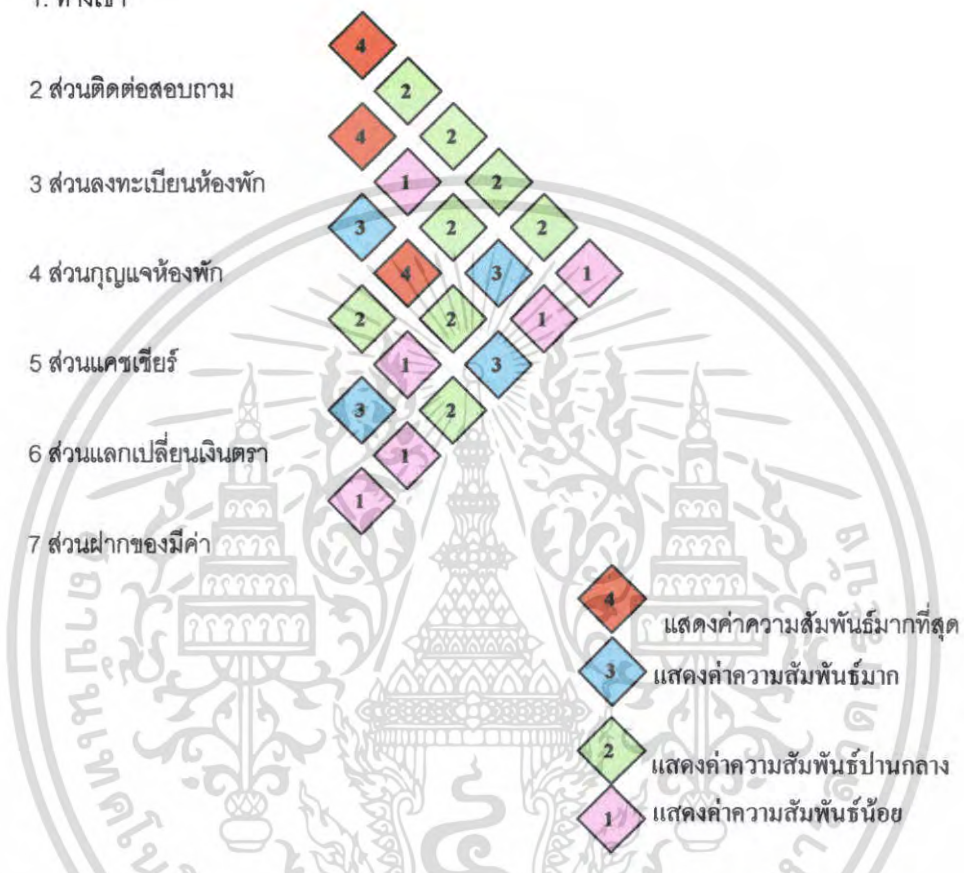 1. ทางเข้า
4
2 ส่วนติดต่อสอบถาม 2
4 2
3 ส่วนลงทะเบียนห้องพัก 1 2
3 2 2
4 ส่วนกุญแจห้องพัก 4 3 1
2 2 1
5 ส่วนแคชเชียร์ 1 3
3 2
6 ส่วนแลกเปลี่ยนเงินตรา 1
1
7 ส่วนฝากของมีค่า
4 แสดงค่าความสัมพันธ์มากที่สุด
3 แสดงค่าความสัมพันธ์มาก
2 แสดงค่าความสัมพันธ์ปานกลาง
1 แสดงค่าความสัมพันธ์น้อย